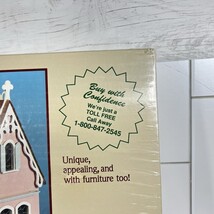 Buy with
Confidence
We're just a
TOLL FREE
Call Away
1-800-847-2545
Unique,
appealing, and
with furniture too!